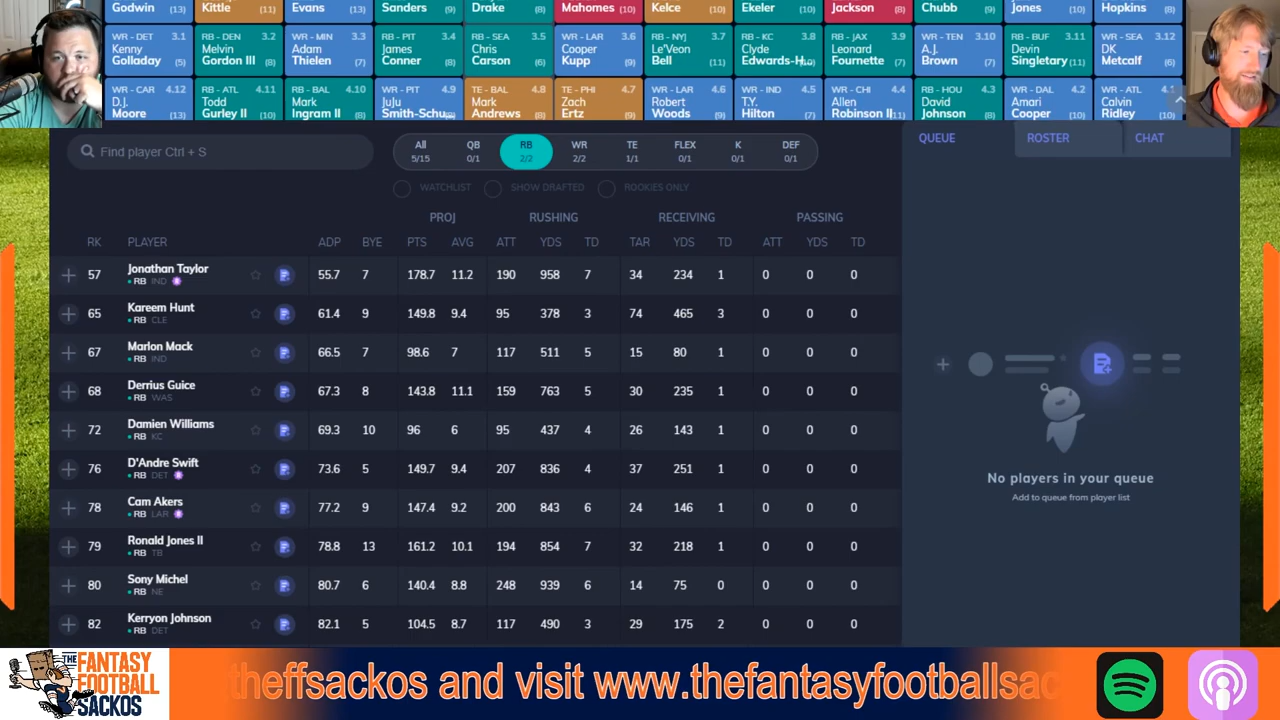 Godwin (13) Kittle (11) Evans (13) Sanders (9) Drake (8) Mahomes (10) Kelce (10) Ekeler (10) Jackson (8) Chubb (9) Jones (10) Hopkins (8)
WR - DET 3.1 RB - DEN 3.2 WR - MIN 3.3 RB - PIT 3.4 RB - SEA 3.5 WR - LAR 3.6 RB - NYJ 3.7 RB - KC 3.8 RB - JAX 3.9 WR - TEN 3.10 RB - BUF 3.11 WR - SEA 3.12
Kenny Melvin Adam James Chris Cooper Le'Veon Clyde Leonard A.J. Devin DK
Golladay (5) Gordon III (8) Thielen (7) Conner (8) Carson (6) Kupp (9) Bell (11) Edwards-H... Fournette (7) Brown (7) Singletary (11) Metcalf (6)
WR - CAR 4.12 RB - ATL 4.11 RB - BAL 4.10 WR - PIT 4.9 TE - BAL 4.8 TE - PHI 4.7 WR - LAR 4.6 WR - IND 4.5 WR - CHI 4.4 RB - HOU 4.3 WR - DAL 4.2 WR - ATL 4.1
D.J. Todd Mark JuJu Mark Zach Robert T.Y. Allen David Amari Calvin
Moore (13) Gurley II (10) Ingram II (8) Smith-Schu... Andrews (8) Ertz (9) Woods (9) Hilton (7) Robinson II (11) Johnson (8) Cooper (10) Ridley (10)
Find player Ctrl + S
All QB RB WR TE FLEX K DEF
5/15 0/1 2/2 2/2 1/1 0/1 0/1 0/1
WATCHLIST SHOW DRAFTED ROOKIES ONLY
QUEUE ROSTER CHAT
PROJ RUSHING RECEIVING PASSING
RK PLAYER ADP BYE PTS AVG ATT YDS TD TAR YDS TD ATT YDS TD
57 Jonathan Taylor 55.7 7 178.7 11.2 190 958 7 34 234 1 0 0 0
RB IND
65 Kareem Hunt 61.4 9 149.8 9.4 95 378 3 74 465 3 0 0 0
RB CLE
67 Marlon Mack 66.5 7 98.6 7 117 511 5 15 80 1 0 0 0
RB IND
68 Derrius Guice 67.3 8 143.8 11.1 159 763 5 30 235 1 0 0 0
RB WAS
72 Damien Williams 69.3 10 96 6 95 437 4 26 143 1 0 0 0
RB KC
76 D'Andre Swift 73.6 5 149.7 9.4 207 836 4 37 251 1 0 0 0
RB DET
78 Cam Akers 77.2 9 147.4 9.2 200 843 6 24 146 1 0 0 0
RB LAR
79 Ronald Jones II 78.8 13 161.2 10.1 194 854 7 32 218 1 0 0 0
RB TB
80 Sony Michel 80.7 6 140.4 8.8 248 939 6 14 75 0 0 0 0
RB NE
82 Kerryon Johnson 82.1 5 104.5 8.7 117 490 3 29 175 2 0 0 0
RB DET
No players in your queue
Add to queue from player list
THE
FANTASY
FOOTBALL
SACKOS
theffsackos and visit www.thefantasyfootballsac